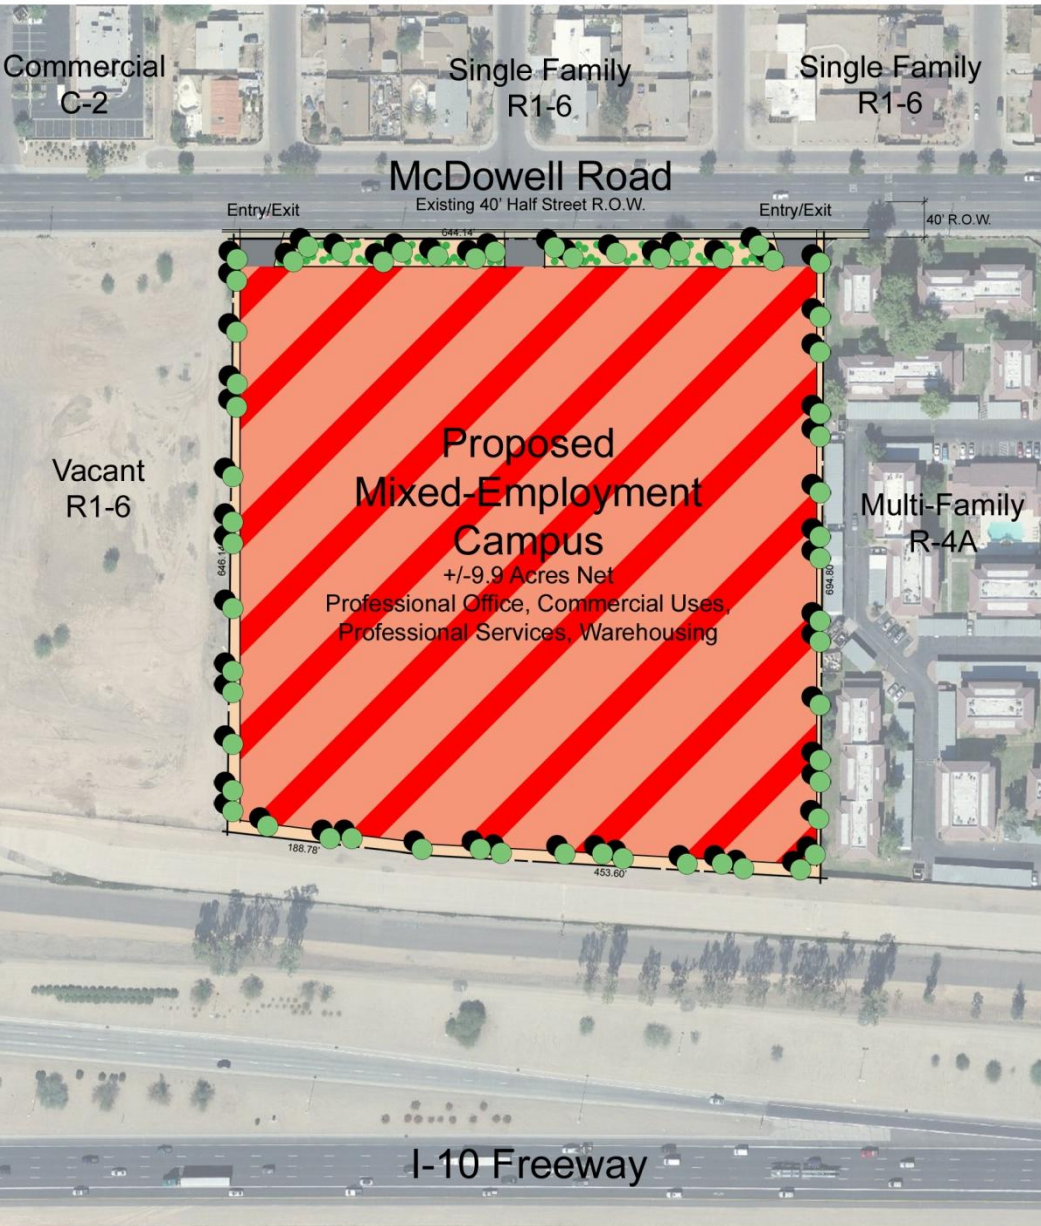 Commercial
C-2
Single Family
R1-6
Single Family
R1-6
McDowell Road
Existing 40' Half Street R.O.W.
Entry/Exit
Entry/Exit
40' R.O.W.
644.14'
Vacant
R1-6
646.14'
Proposed
Mixed-Employment
Campus
+/-9.9 Acres Net
Professional Office, Commercial Uses,
Professional Services, Warehousing
694.80'
Multi-Family
R-4A
188.78'
453.60'
I-10 Freeway